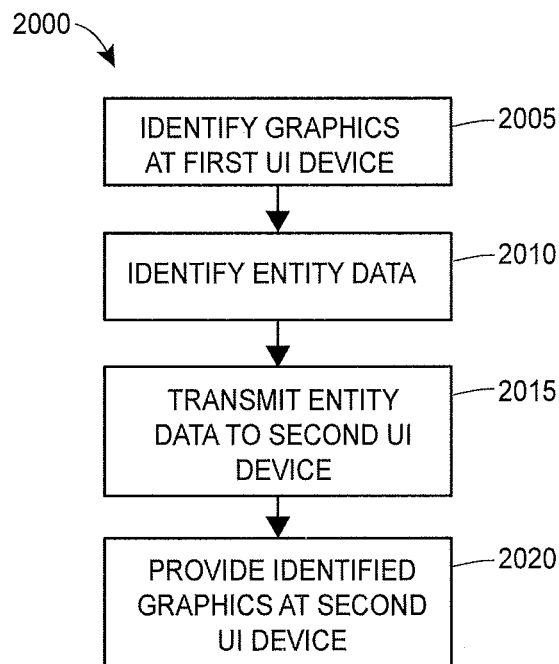 2000
IDENTIFY GRAPHICS
AT FIRST UI DEVICE
2005
IDENTIFY ENTITY DATA
2010
TRANSMIT ENTITY
DATA TO SECOND UI
DEVICE
2015
PROVIDE IDENTIFIED
GRAPHICS AT SECOND
UI DEVICE
2020